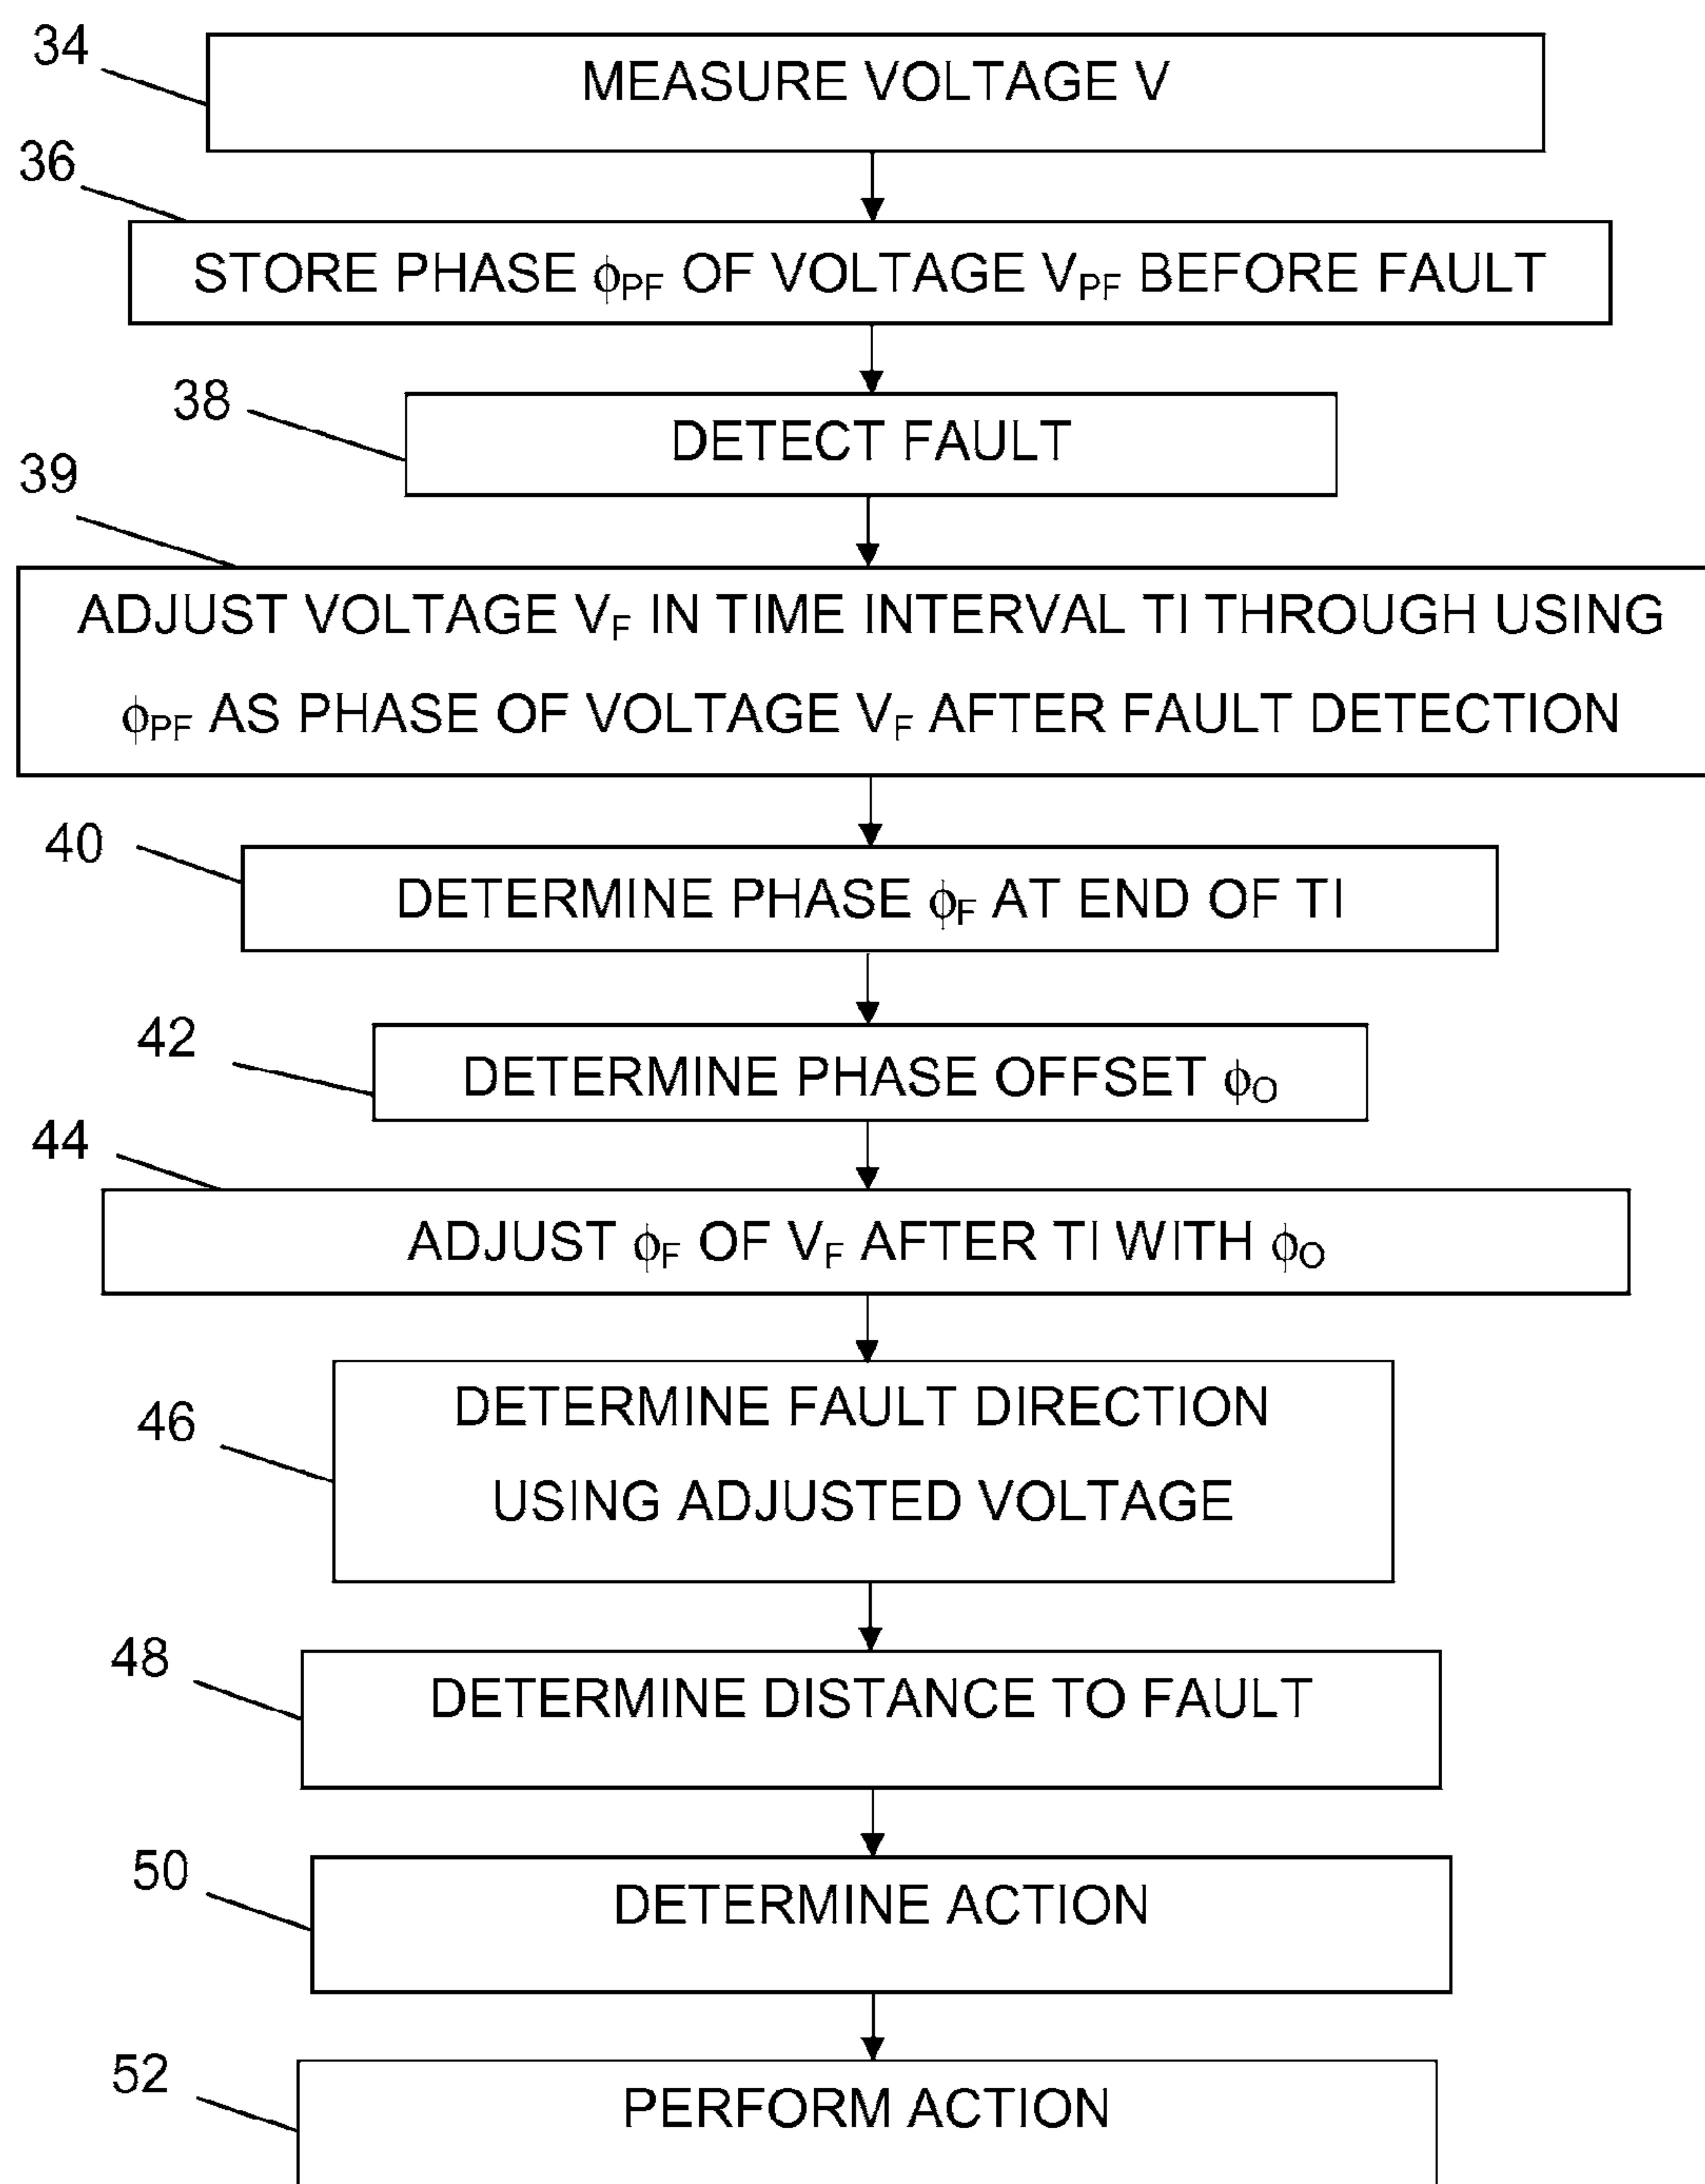 34
MEASURE VOLTAGE V
36
STORE PHASE ϕPF OF VOLTAGE VPF BEFORE FAULT
38
DETECT FAULT
39
ADJUST VOLTAGE VF IN TIME INTERVAL TI THROUGH USING
ϕPF AS PHASE OF VOLTAGE VF AFTER FAULT DETECTION
40
DETERMINE PHASE ϕF AT END OF TI
42
DETERMINE PHASE OFFSET ϕO
44
ADJUST ϕF OF VF AFTER TI WITH ϕO
46
DETERMINE FAULT DIRECTION
USING ADJUSTED VOLTAGE
48
DETERMINE DISTANCE TO FAULT
50
DETERMINE ACTION
52
PERFORM ACTION